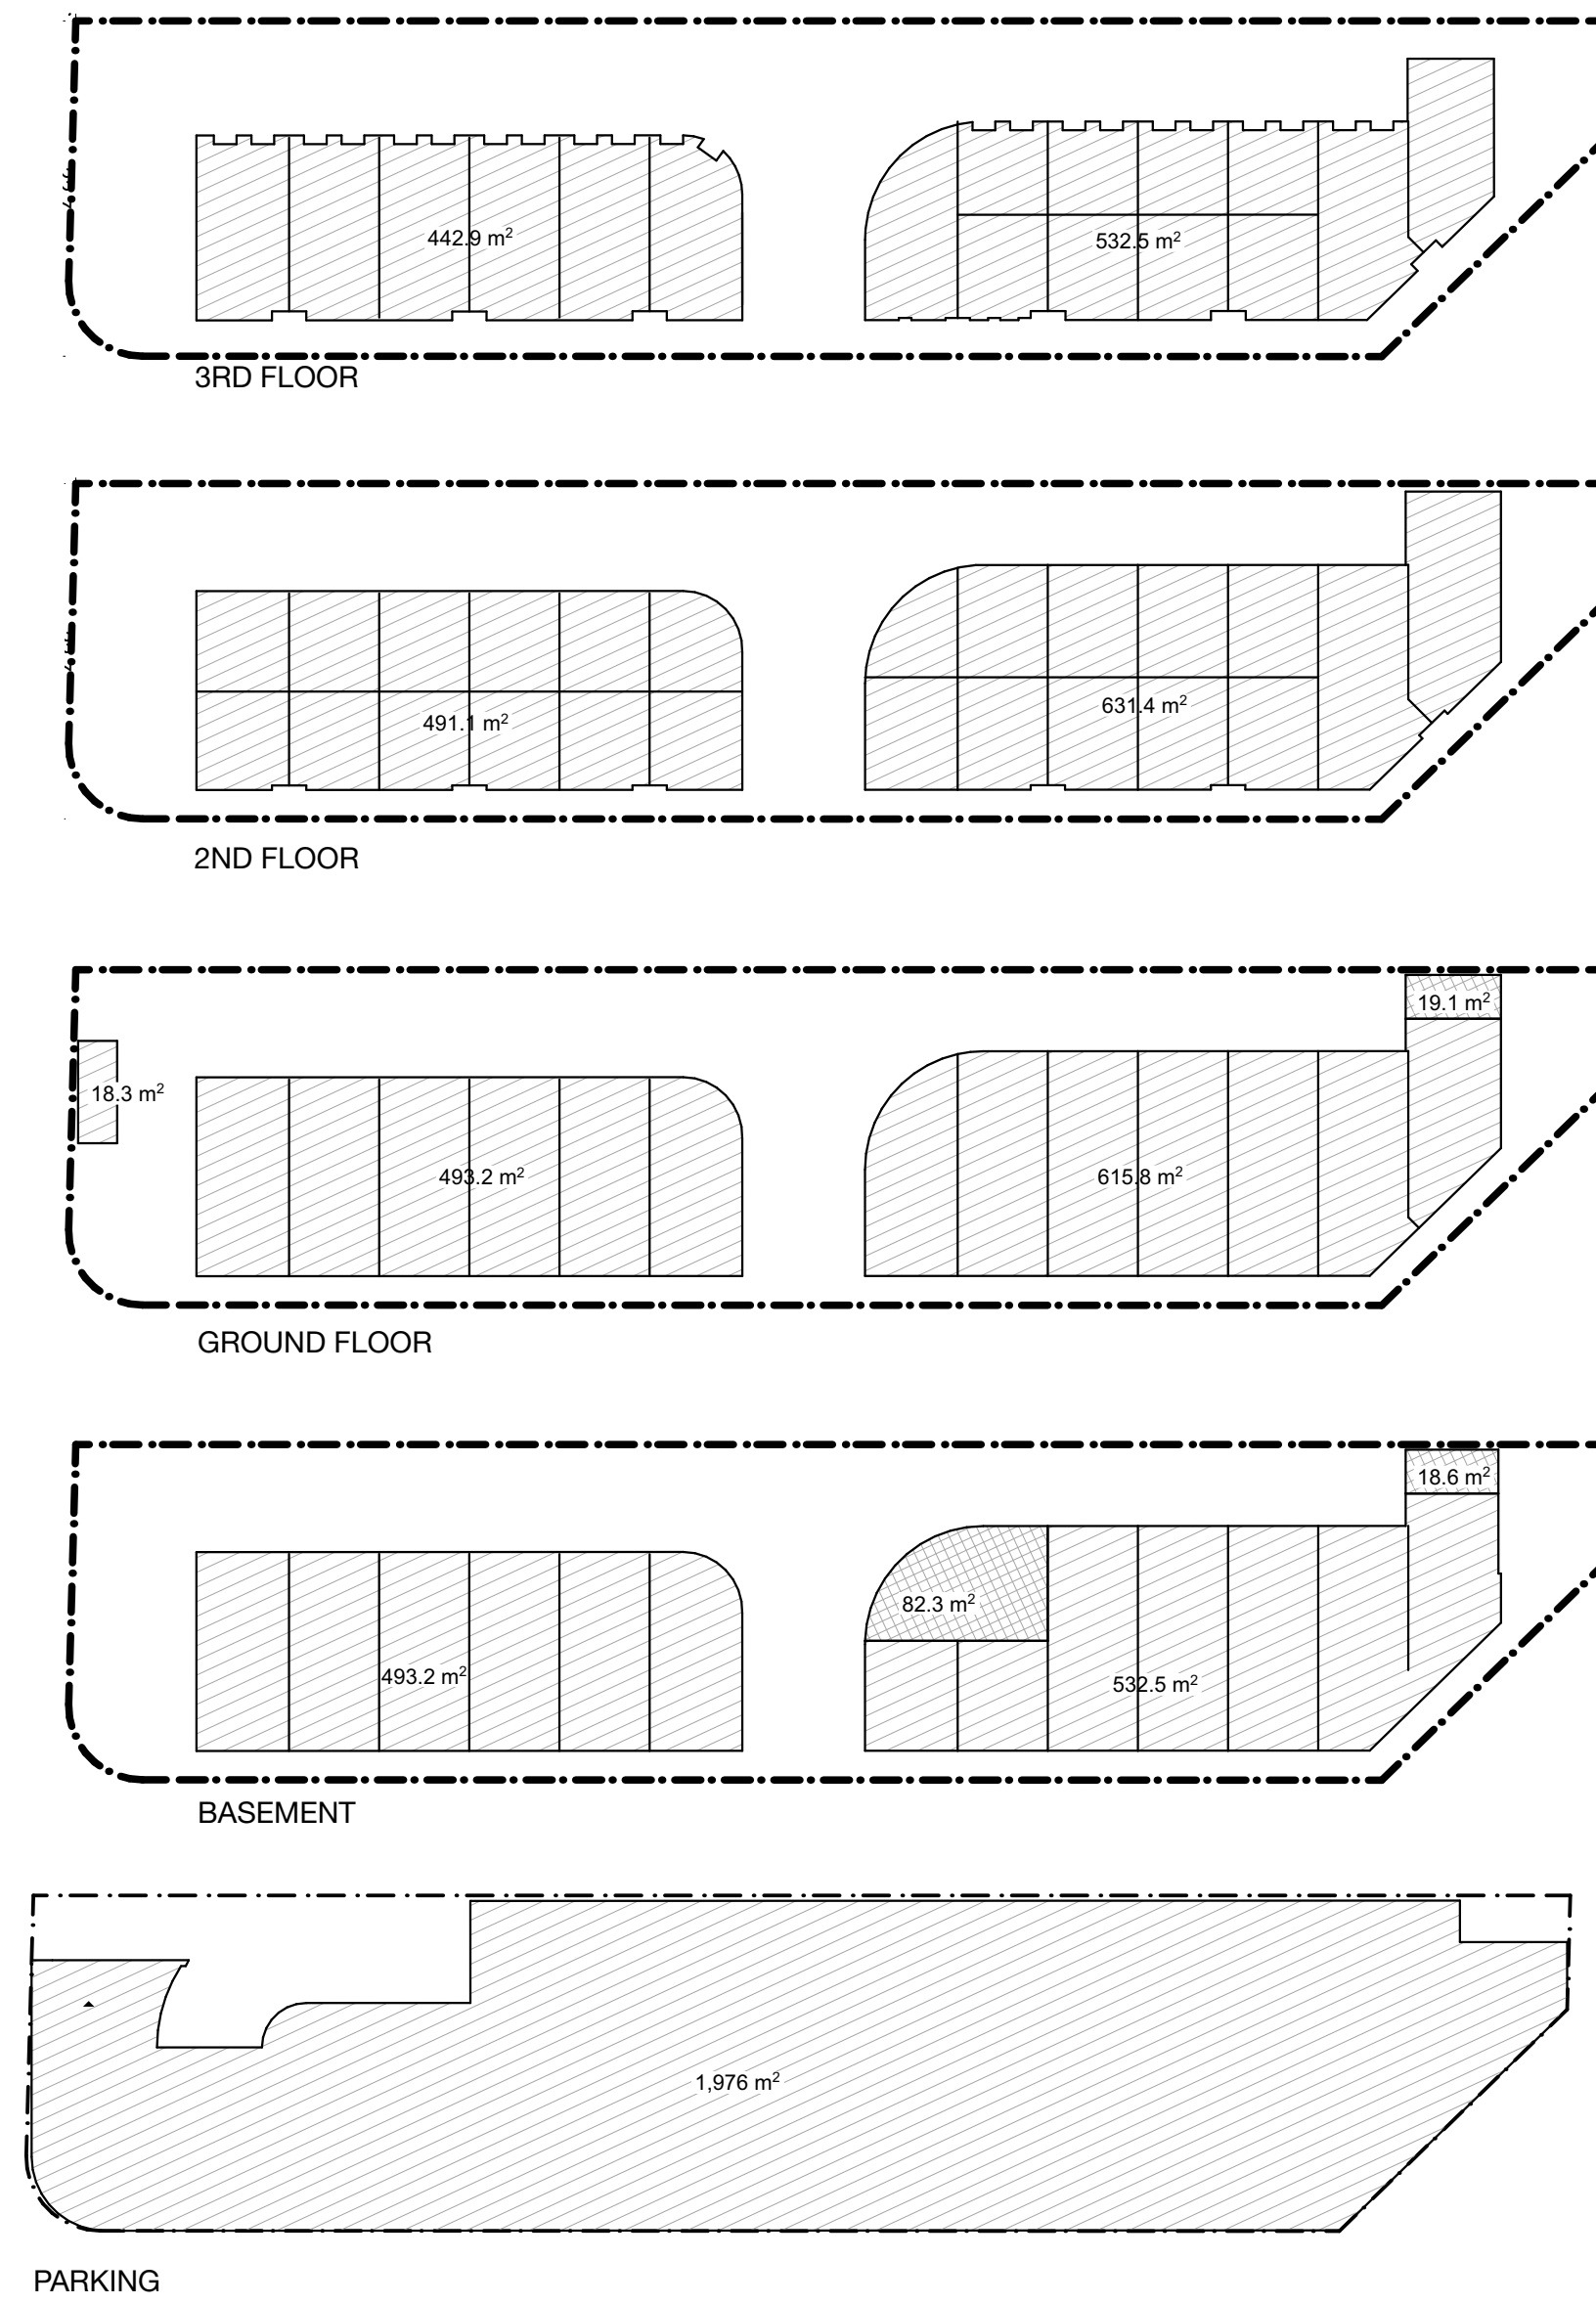 442.9 m²
532.5 m²
3RD FLOOR
491.1 m²
631.4 m²
2ND FLOOR
19.1 m²
18.3 m²
493.2 m²
615.8 m²
GROUND FLOOR
18.6 m²
82.3 m²
493.2 m²
532.5 m²
BASEMENT
1,976 m²
PARKING